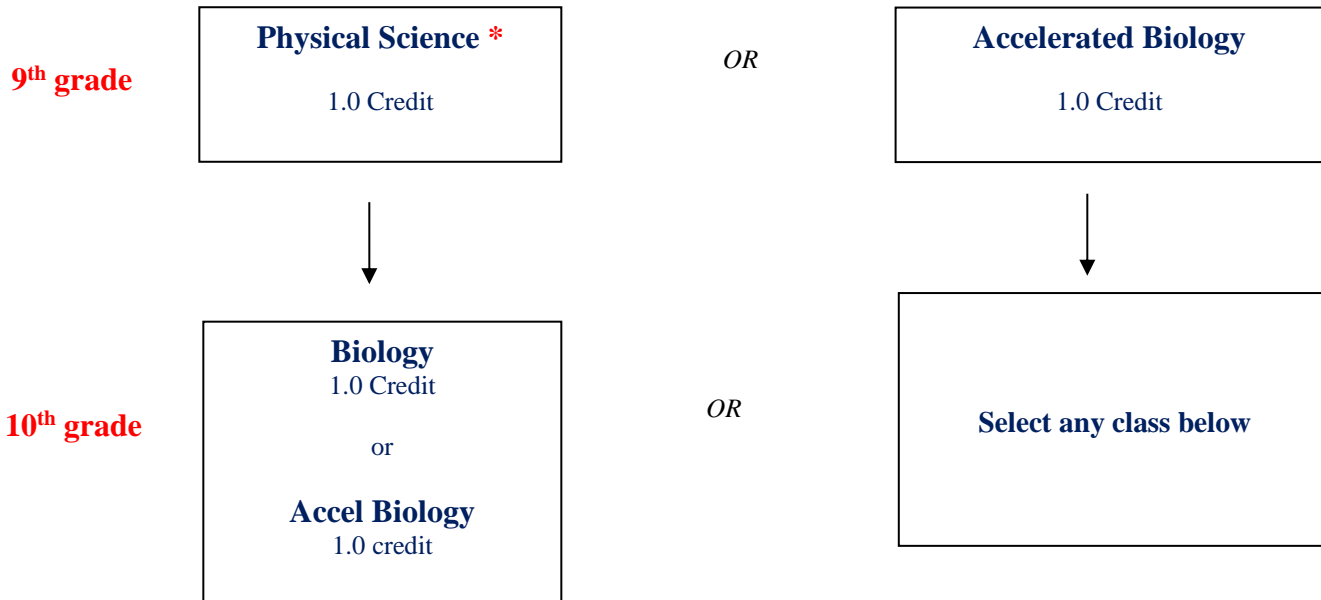 9th grade
Physical Science *
1.0 Credit
OR
Accelerated Biology
1.0 Credit
10th grade
Biology
1.0 Credit
or
Accel Biology
1.0 credit
OR
Select any class below